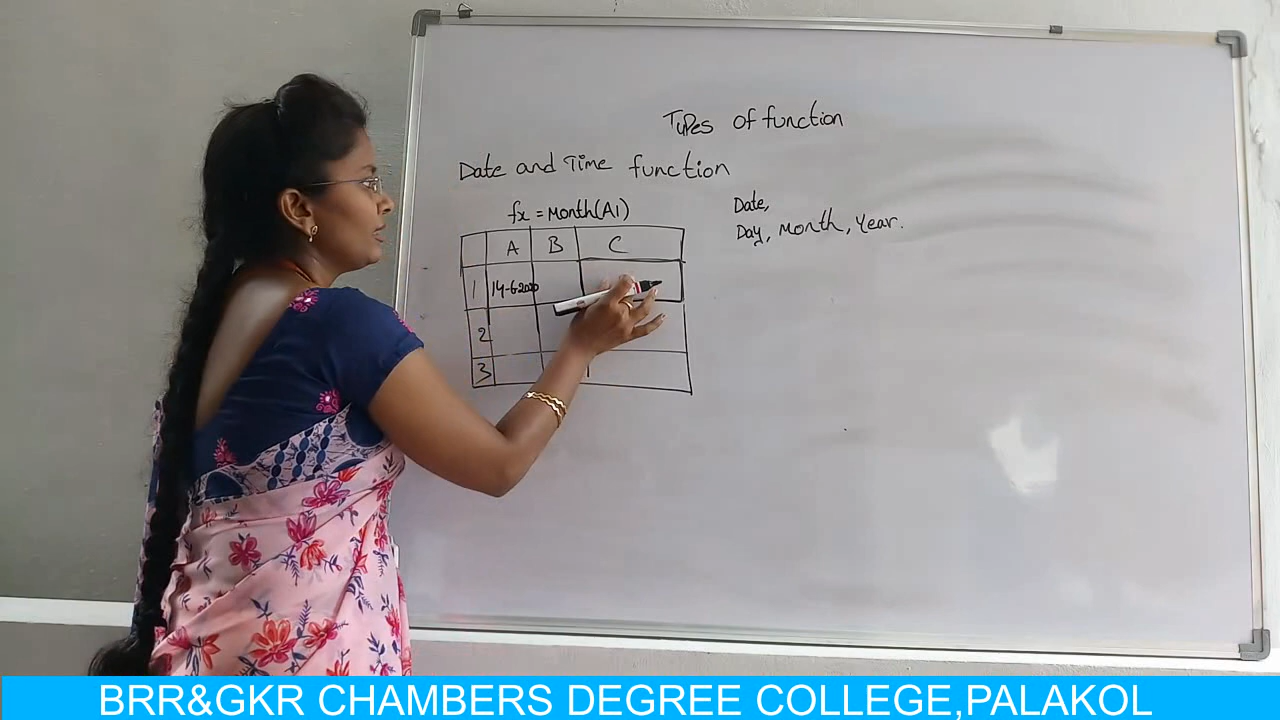 Types of function
Date and Time function
fx = Month(A1)
Date,
Day, Month, Year.
A B C
1 14-6-2020
2
3
BRR&GKR CHAMBERS DEGREE COLLEGE,PALAKOL